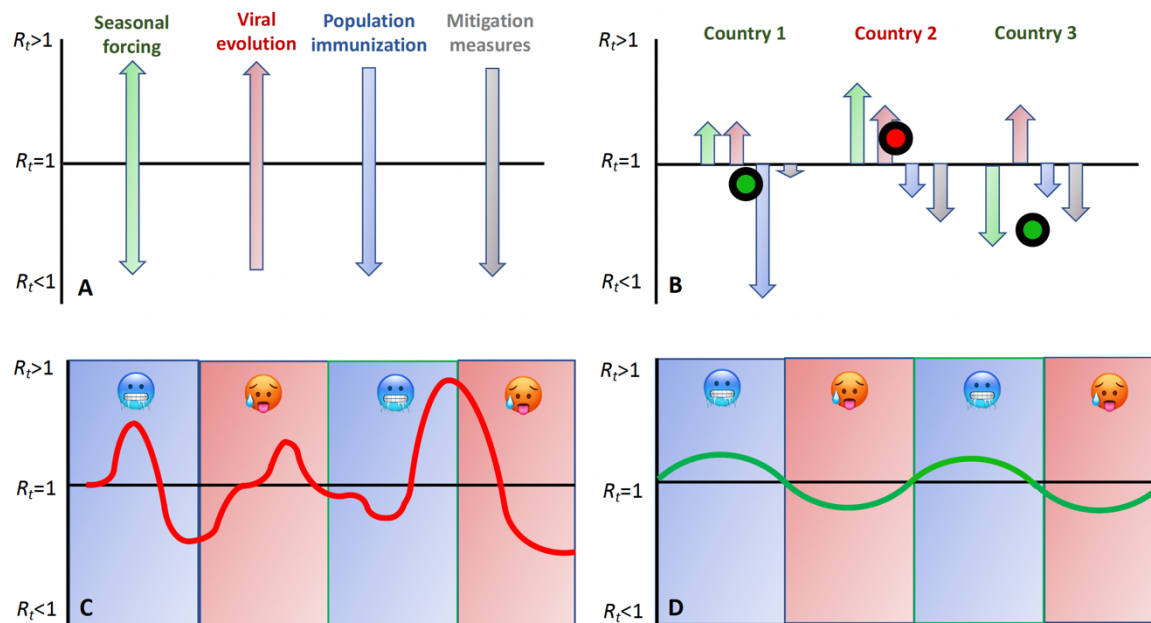 Seasonal
forcing
Viral
evolution
Population
immunization
Mitigation
measures
Rt>1
Rt=1
Rt<1
A
Country 1
Country 2
Country 3
Rt>1
Rt=1
Rt<1
B
Rt>1
Rt=1
Rt<1
C
Rt>1
Rt=1
Rt<1
D